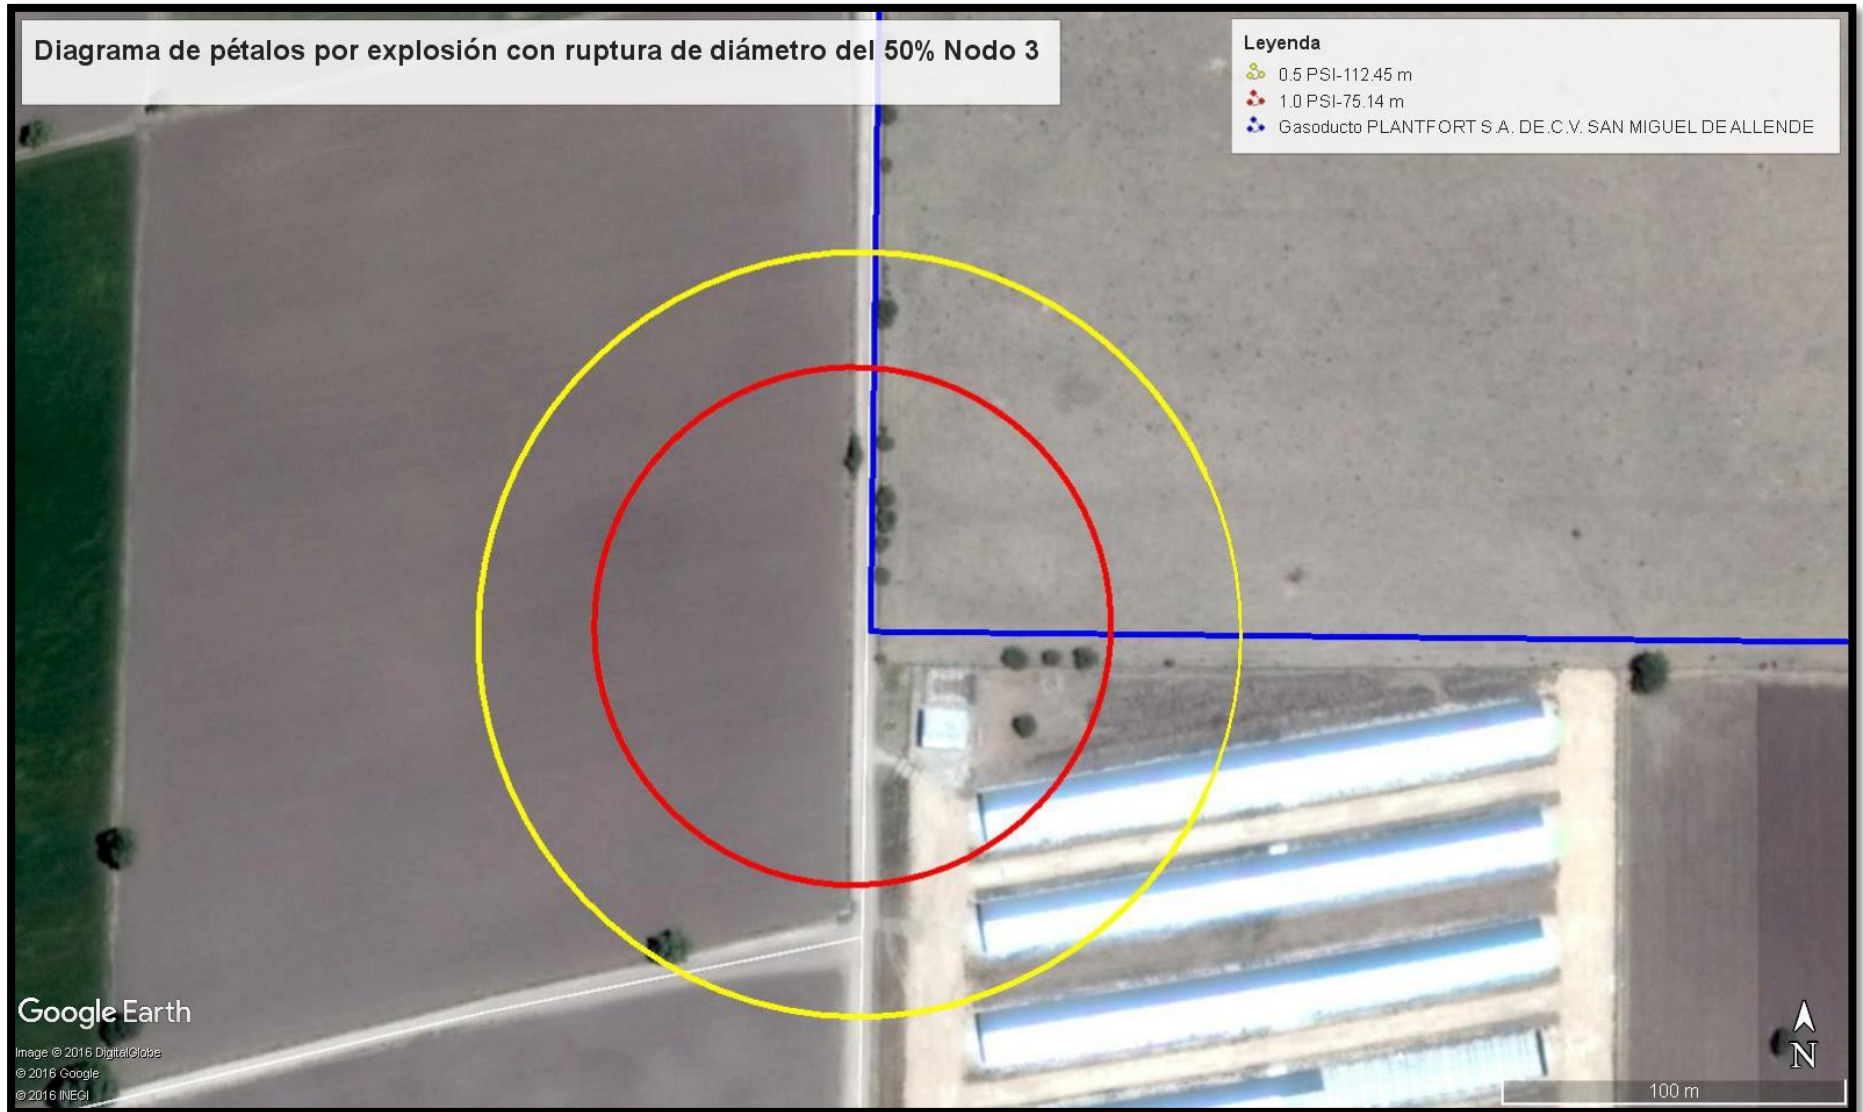 Diagrama de pétalos por explosión con ruptura de diámetro del 50% Nodo 3
Leyenda
0.5 PSI-112.45 m
1.0 PSI-75.14 m
Gasoducto PLANTFORT S.A. DE.C.V. SAN MIGUEL DE ALLENDE
Google Earth
Image © 2016 DigitalGlobe
© 2016 Google
© 2016 INEGI
N
100 m